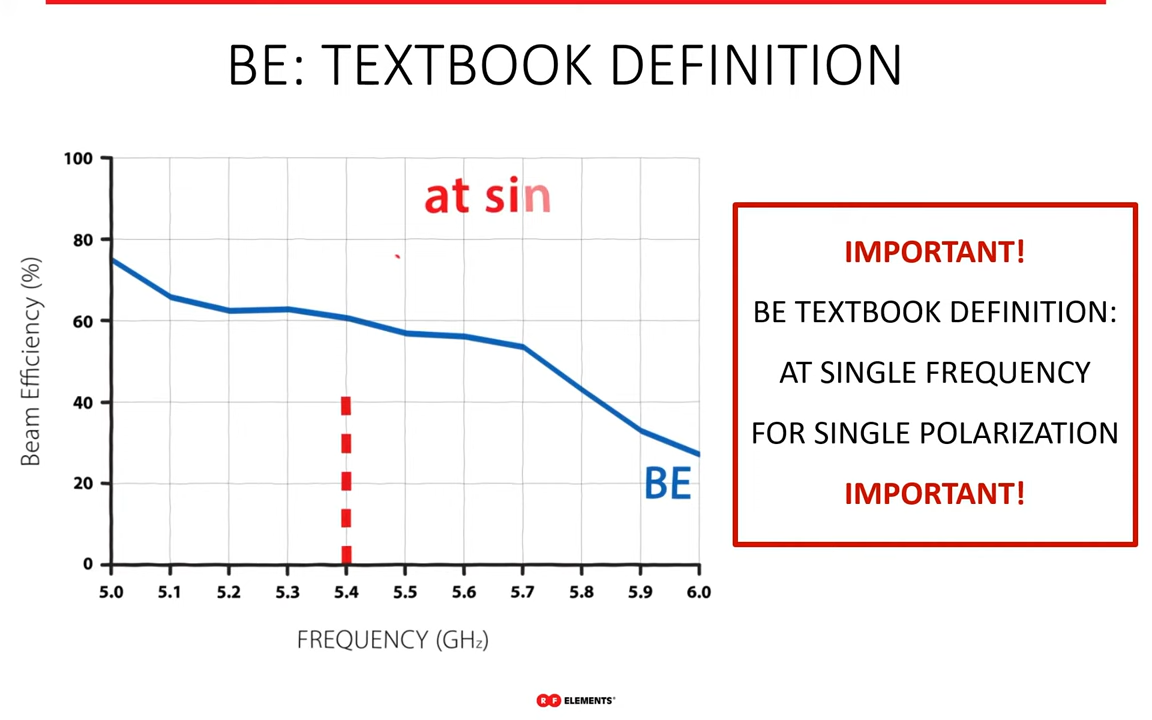 BE: TEXTBOOK DEFINITION
100
80
60
40
20
0
Beam Efficiency (%)
at sin
BE
5.0 5.1 5.2 5.3 5.4 5.5 5.6 5.7 5.8 5.9 6.0
FREQUENCY (GHz)
IMPORTANT!
BE TEXTBOOK DEFINITION:
AT SINGLE FREQUENCY
FOR SINGLE POLARIZATION
IMPORTANT!
RF ELEMENTS